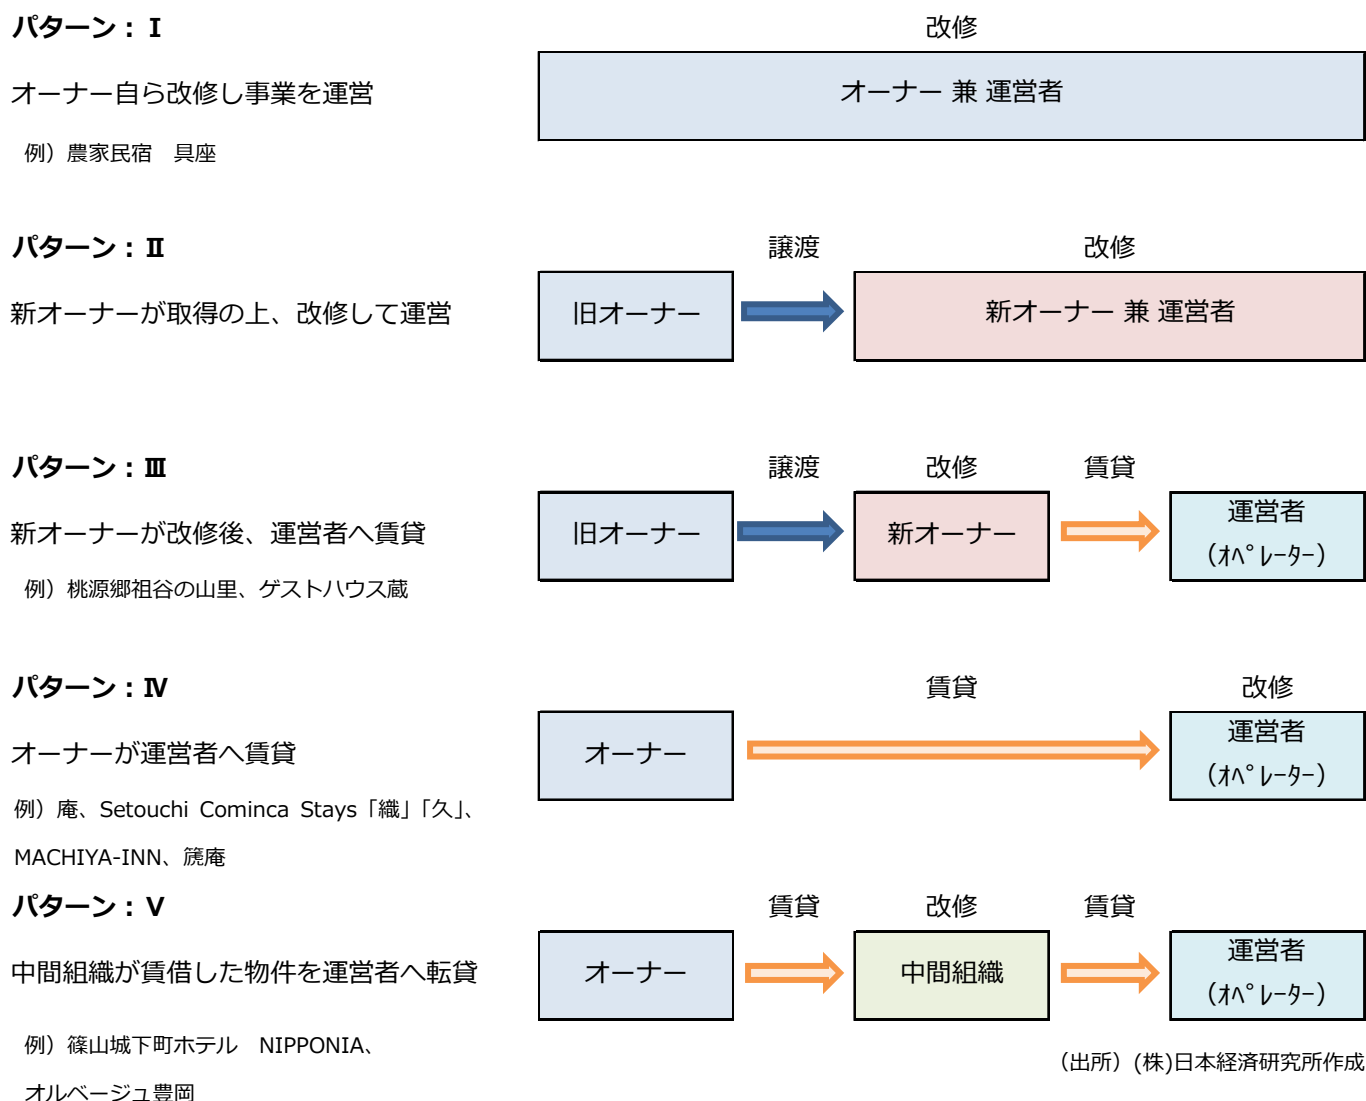 パターン：Ⅰ
改修
オーナー自ら改修し事業を運営
オーナー 兼 運営者
例）農家民宿　具座
パターン：Ⅱ
譲渡
改修
新オーナーが取得の上、改修して運営
旧オーナー
新オーナー 兼 運営者
パターン：Ⅲ
譲渡
改修
賃貸
新オーナーが改修後、運営者へ賃貸
旧オーナー
新オーナー
運営者
（ｵﾍﾟﾚｰﾀｰ）
例）桃源郷祖谷の山里、ゲストハウス蔵
パターン：Ⅳ
賃貸
改修
オーナーが運営者へ賃貸
オーナー
運営者
（ｵﾍﾟﾚｰﾀｰ）
例）庵、Setouchi Cominca Stays「織」「久」、
MACHIYA-INN、篪庵
パターン：Ⅴ
賃貸
改修
賃貸
中間組織が賃借した物件を運営者へ転貸
オーナー
中間組織
運営者
（ｵﾍﾟﾚｰﾀｰ）
例）篠山城下町ホテル　NIPPONIA、
オルベージュ豊岡
（出所）(株)日本経済研究所作成